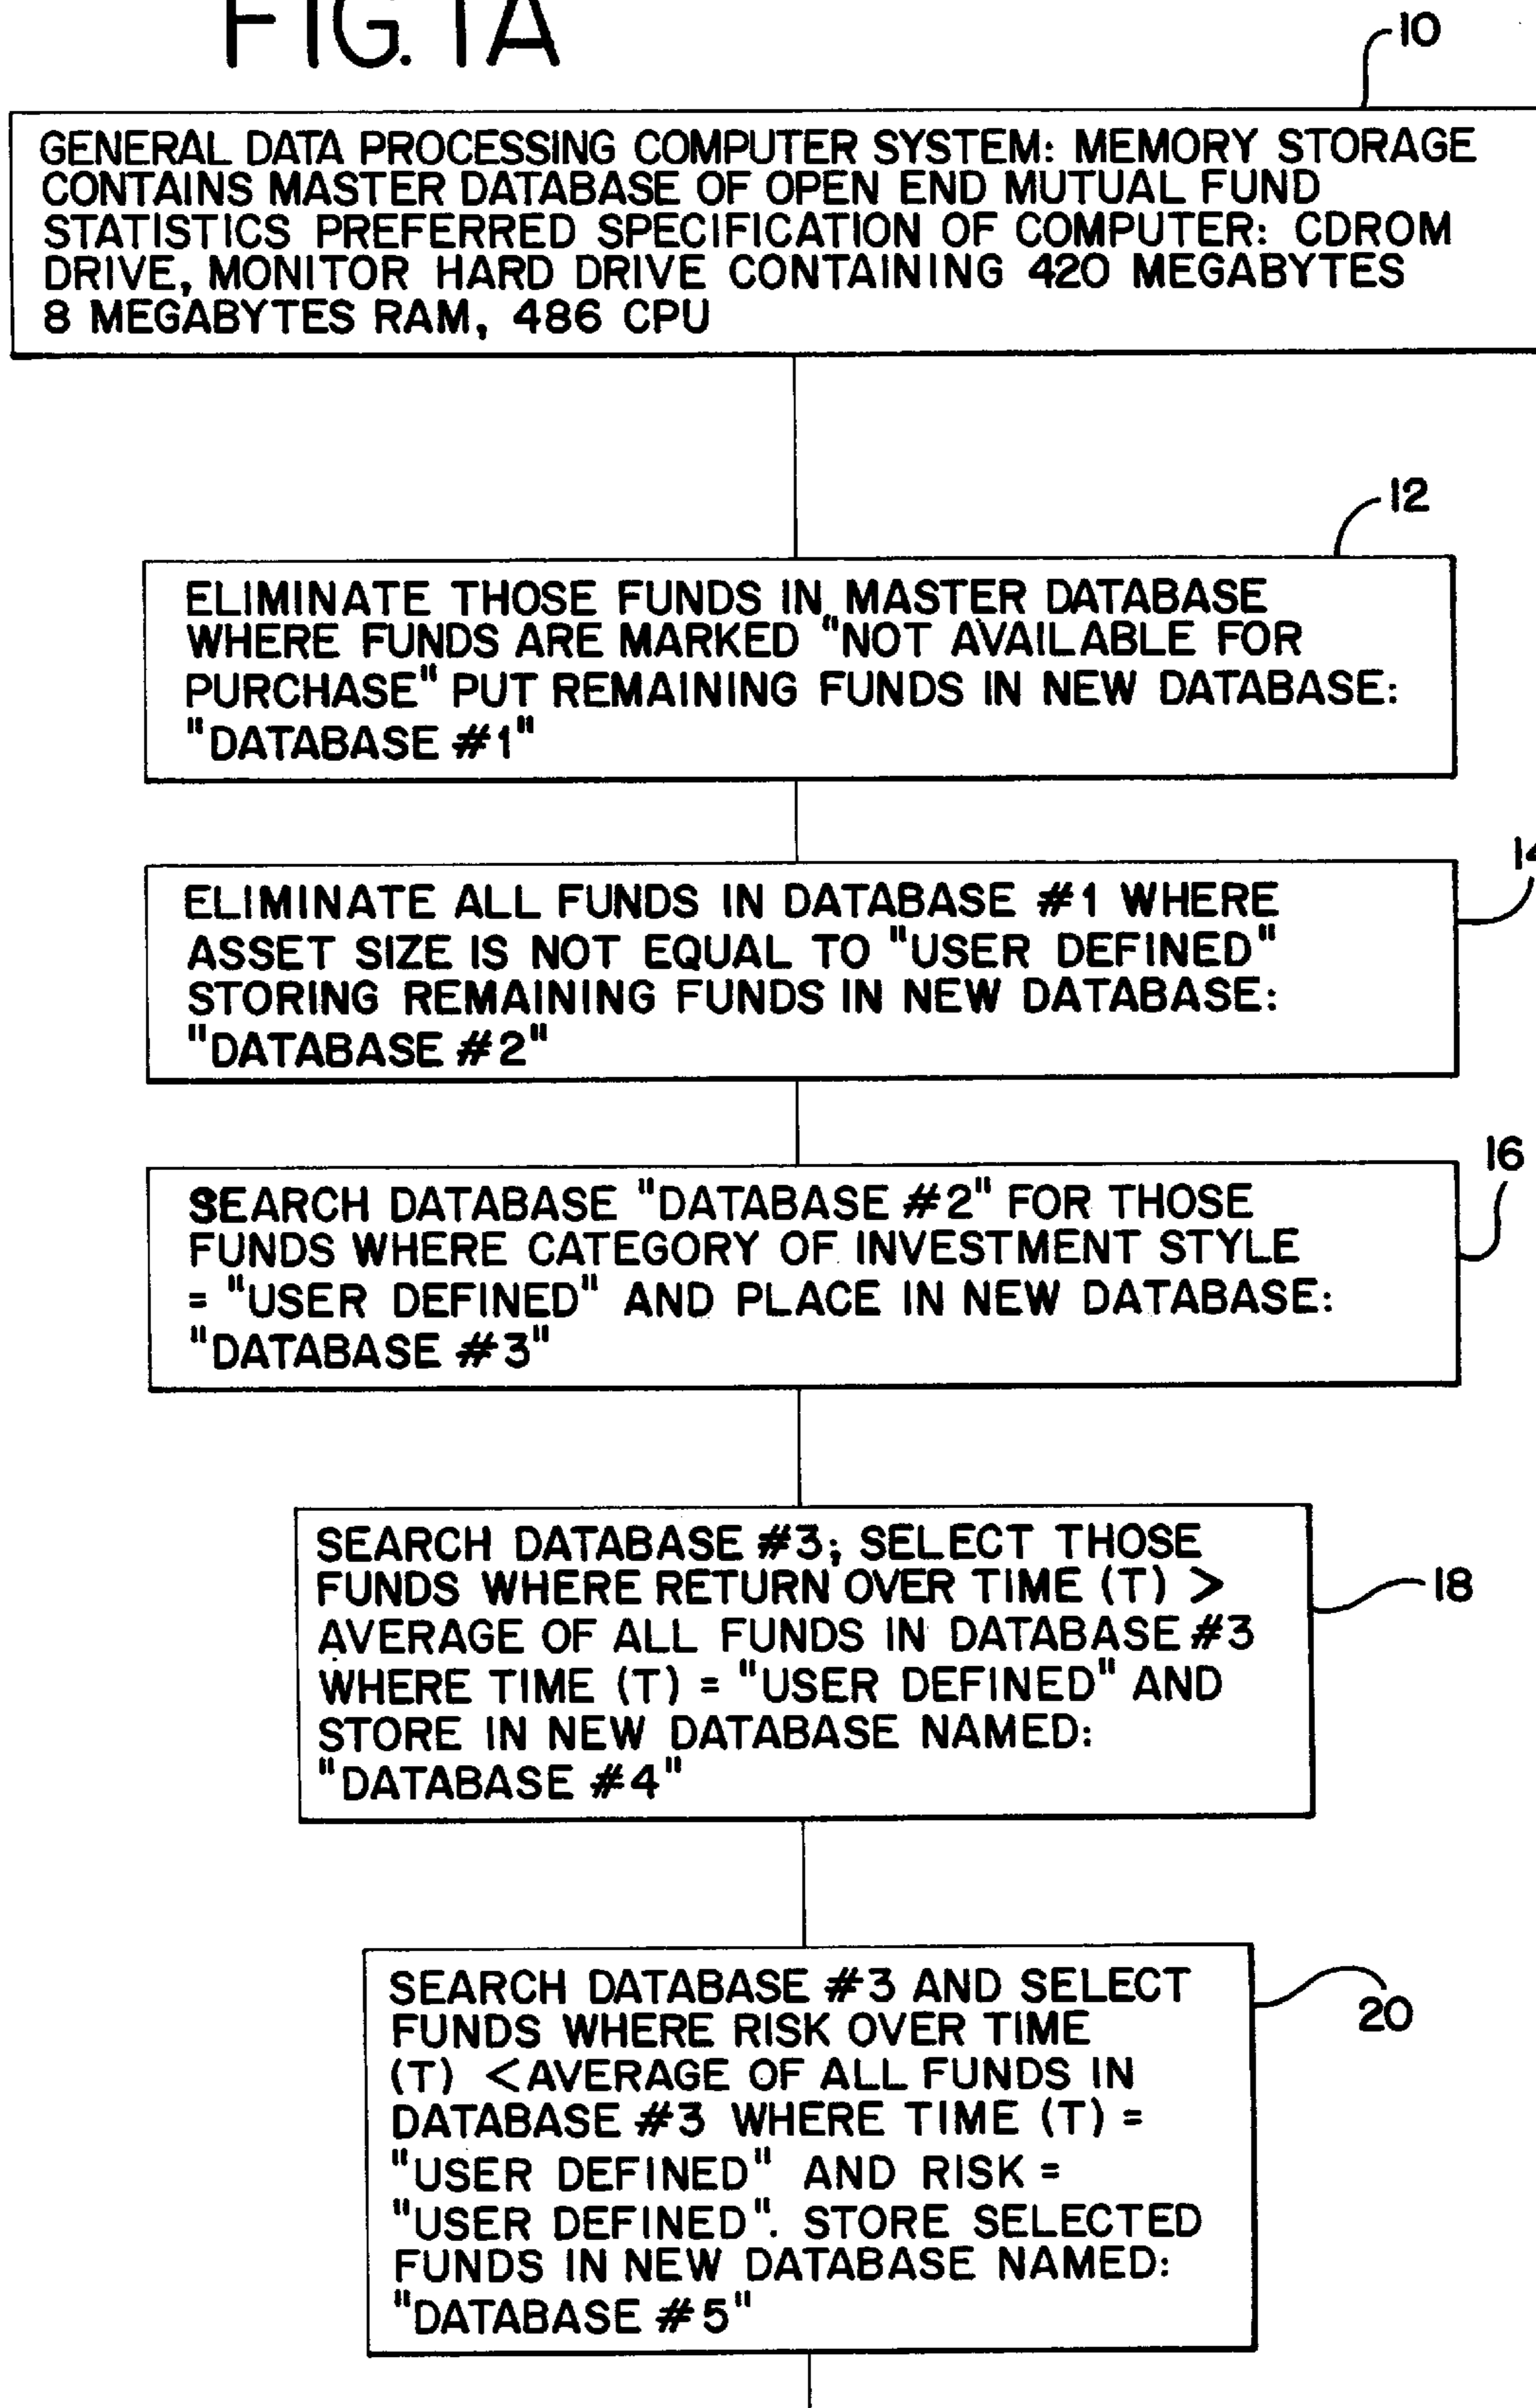 FIG. 1A
10
GENERAL DATA PROCESSING COMPUTER SYSTEM: MEMORY STORAGE
CONTAINS MASTER DATABASE OF OPEN END MUTUAL FUND
STATISTICS PREFERRED SPECIFICATION OF COMPUTER: CDROM
DRIVE, MONITOR HARD DRIVE CONTAINING 420 MEGABYTES
8 MEGABYTES RAM, 486 CPU
12
ELIMINATE THOSE FUNDS IN MASTER DATABASE
WHERE FUNDS ARE MARKED "NOT AVAILABLE FOR
PURCHASE" PUT REMAINING FUNDS IN NEW DATABASE:
"DATABASE #1"
14
ELIMINATE ALL FUNDS IN DATABASE #1 WHERE
ASSET SIZE IS NOT EQUAL TO "USER DEFINED"
STORING REMAINING FUNDS IN NEW DATABASE:
"DATABASE #2"
16
SEARCH DATABASE "DATABASE #2" FOR THOSE
FUNDS WHERE CATEGORY OF INVESTMENT STYLE
= "USER DEFINED" AND PLACE IN NEW DATABASE:
"DATABASE #3"
18
SEARCH DATABASE #3; SELECT THOSE
FUNDS WHERE RETURN OVER TIME (T) >
AVERAGE OF ALL FUNDS IN DATABASE #3
WHERE TIME (T) = "USER DEFINED" AND
STORE IN NEW DATABASE NAMED:
"DATABASE #4"
20
SEARCH DATABASE #3 AND SELECT
FUNDS WHERE RISK OVER TIME
(T) < AVERAGE OF ALL FUNDS IN
DATABASE #3 WHERE TIME (T) =
"USER DEFINED" AND RISK =
"USER DEFINED". STORE SELECTED
FUNDS IN NEW DATABASE NAMED:
"DATABASE #5"